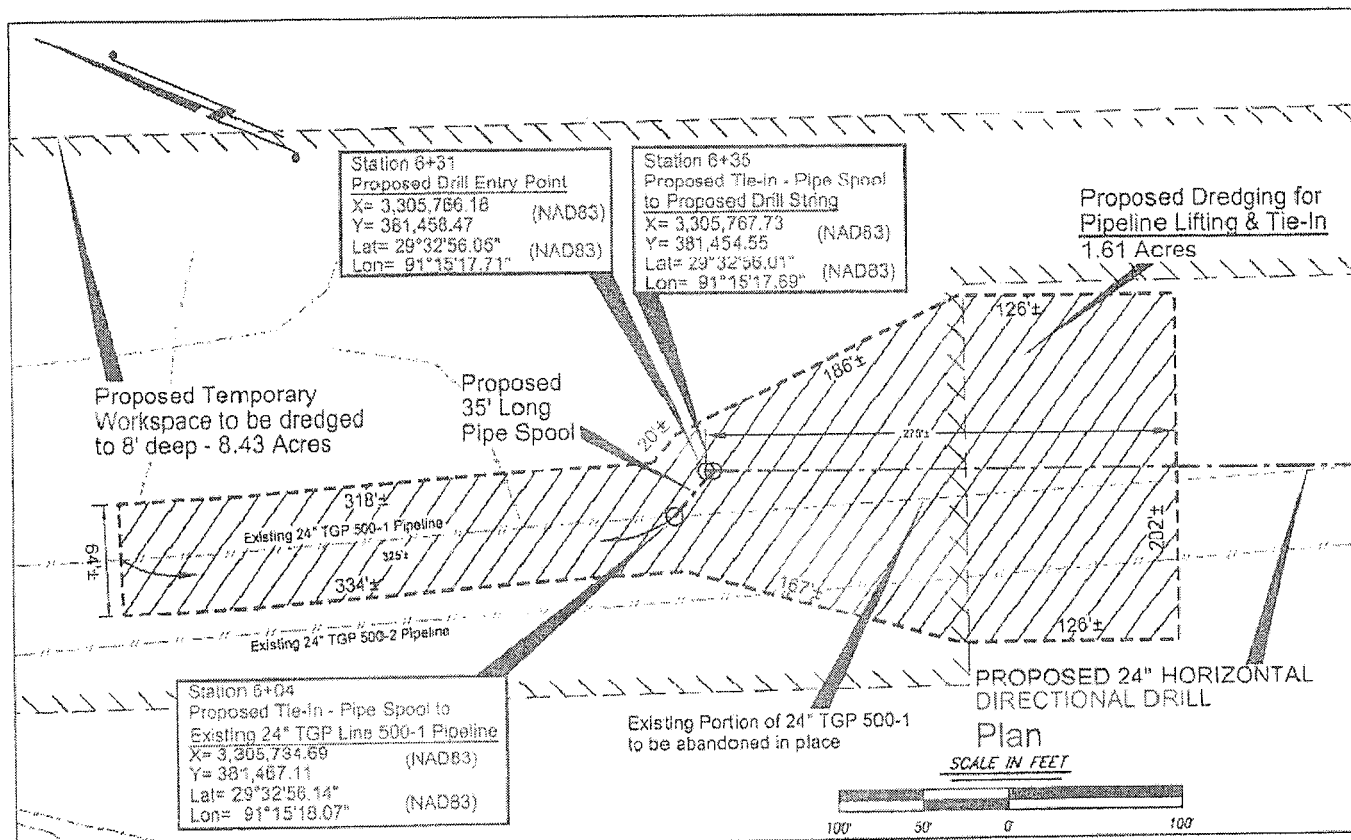 Station 6+31
Proposed Drill Entry Point
X= 3,305,766.18 (NAD83)
Y= 381,458.47
Lat= 29°32'56.05" (NAD83)
Lon= 91°15'17.71"
Station 6+35
Proposed Tie-in - Pipe Spool
to Proposed Drill String
X= 3,305,767.73 (NAD83)
Y= 381,454.55
Lat= 29°32'56.01" (NAD83)
Lon= 91°15'17.69"
Proposed Dredging for
Pipeline Lifting & Tie-In
1.61 Acres
126'±
186'±
Proposed Temporary
Workspace to be dredged
to 8' deep - 8.43 Acres
Proposed
35' Long
Pipe Spool
20'±
275'±
318'±
Existing 24" TGP 500-1 Pipeline
64'±
325'±
334'±
202'±
167'±
126'±
Existing 24" TGP 500-2 Pipeline
Station 6+04
Proposed Tie-In - Pipe Spool to
Existing 24" TGP Line 500-1 Pipeline
X= 3,305,734.69 (NAD83)
Y= 381,467.11
Lat= 29°32'56.14" (NAD83)
Lon= 91°15'18.07"
Existing Portion of 24" TGP 500-1
to be abandoned in place
PROPOSED 24" HORIZONTAL
DIRECTIONAL DRILL
Plan
SCALE IN FEET
100' 50' 0' 100'